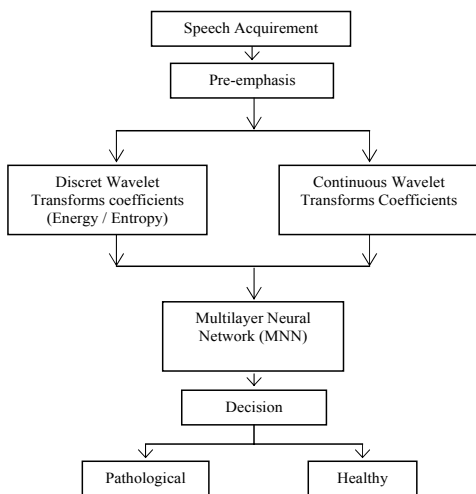 Speech Acquirement
Pre-emphasis
Discret Wavelet
Transforms coefficients
(Energy / Entropy)
Continuous Wavelet
Transforms Coefficients
Multilayer Neural
Network (MNN)
Decision
Pathological
Healthy